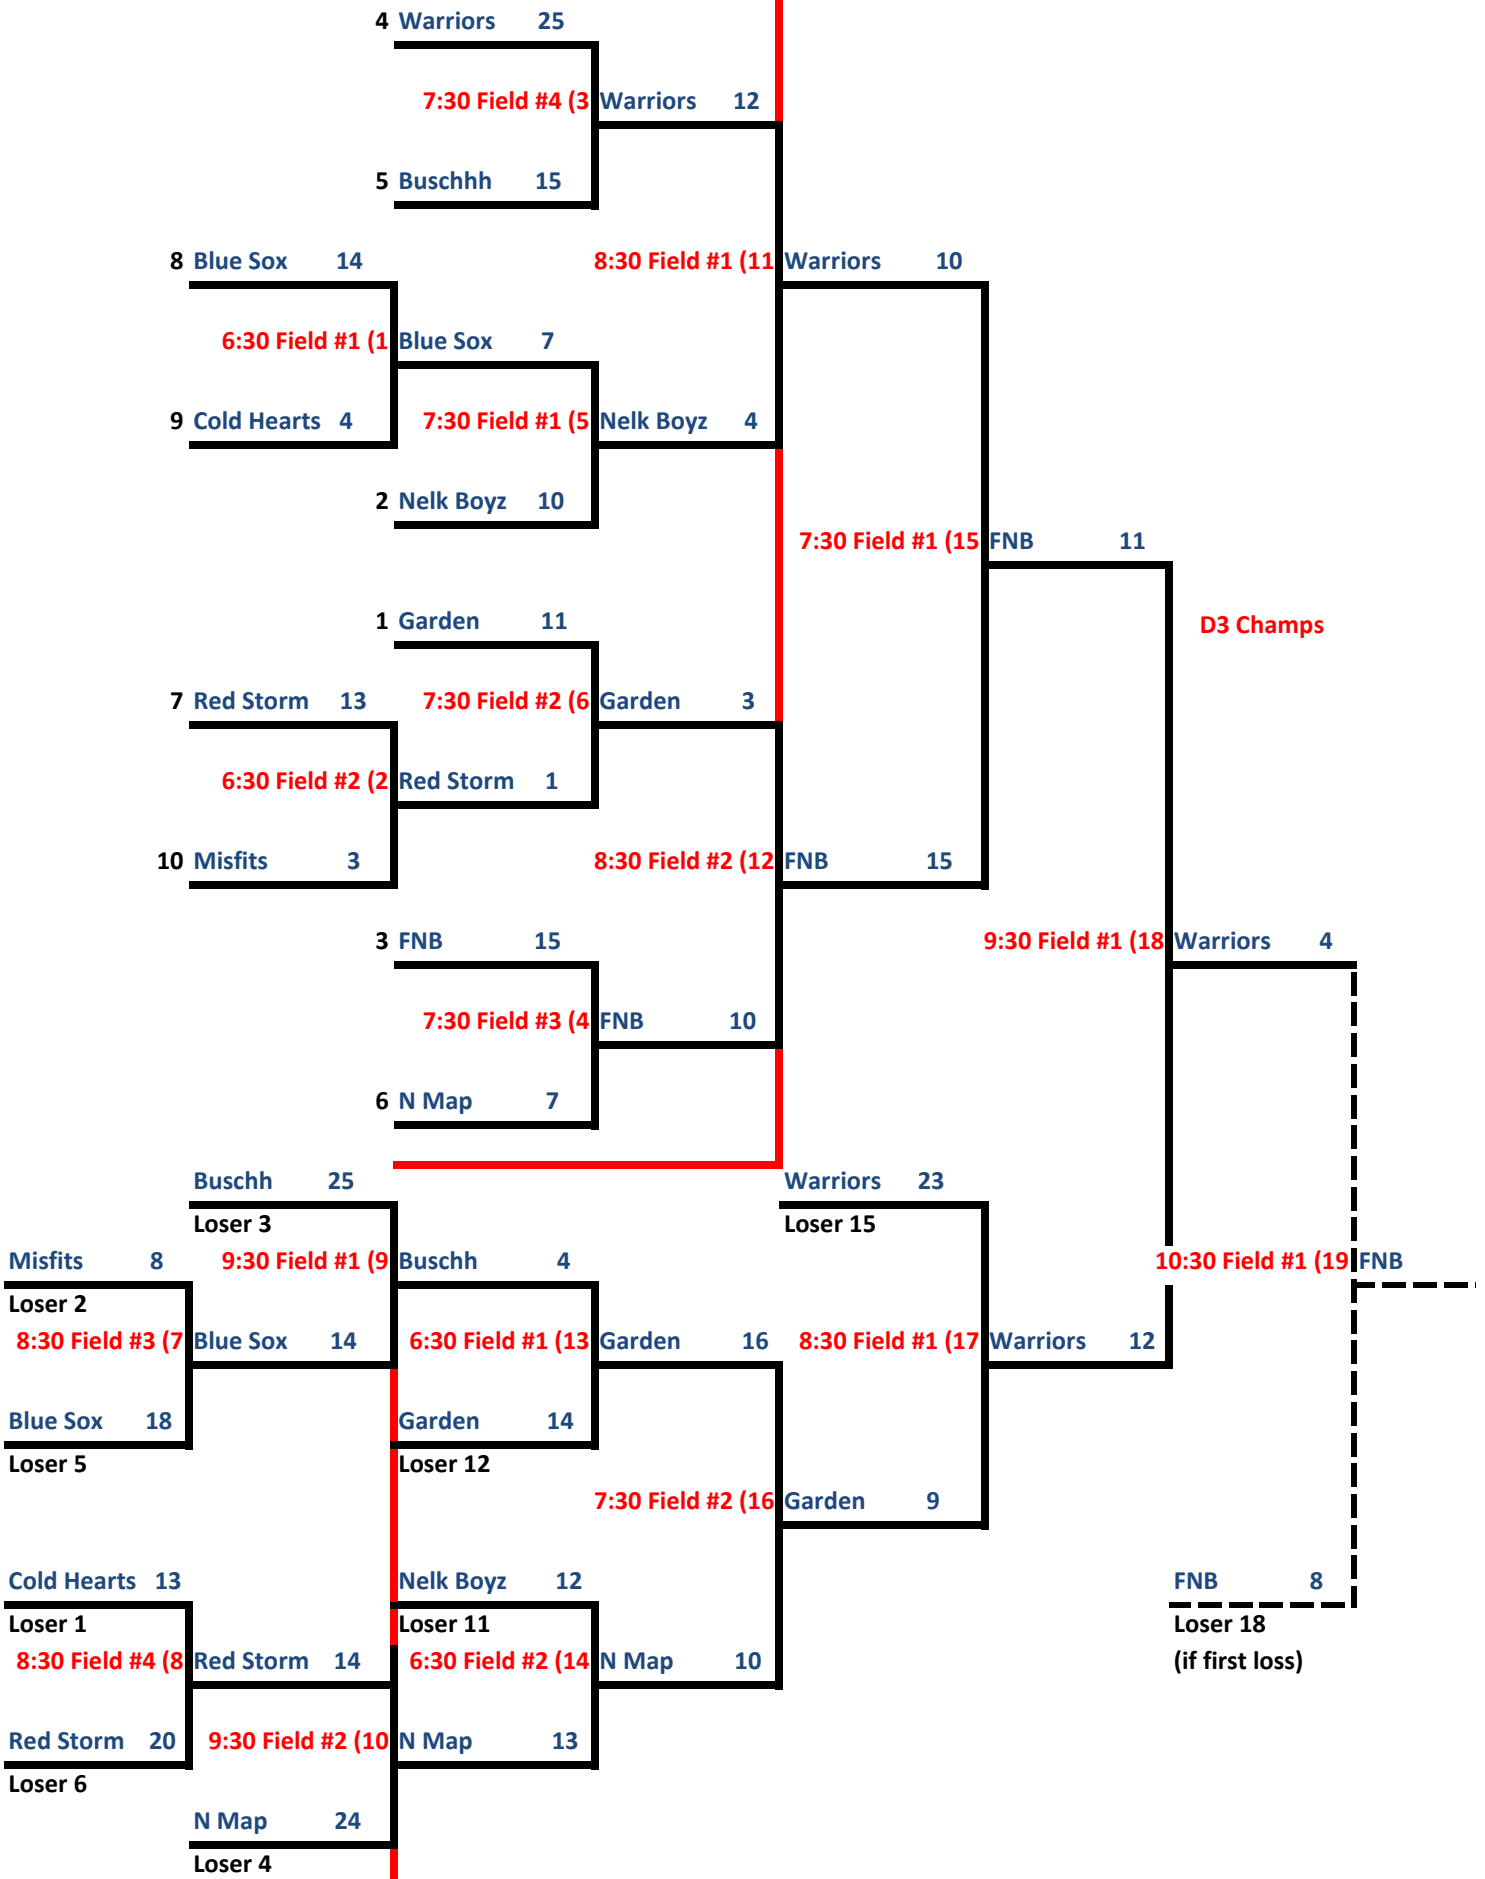 4 Warriors 25
7:30 Field #4 (3 Warriors 12
5 Buschhh 15
8 Blue Sox 14 8:30 Field #1 (11 Warriors 10
6:30 Field #1 (1 Blue Sox 7
9 Cold Hearts 4 7:30 Field #1 (5 Nelk Boyz 4
2 Nelk Boyz 10
7:30 Field #1 (15 FNB 11
1 Garden 11 D3 Champs
7 Red Storm 13 7:30 Field #2 (6 Garden 3
6:30 Field #2 (2 Red Storm 1
10 Misfits 3 8:30 Field #2 (12 FNB 15
3 FNB 15 9:30 Field #1 (18 Warriors 4
7:30 Field #3 (4 FNB 10
6 N Map 7
Buschh 25 Warriors 23
Loser 3 Loser 15
Misfits 8 9:30 Field #1 (9 Buschh 4 10:30 Field #1 (19 FNB
Loser 2
8:30 Field #3 (7 Blue Sox 14 6:30 Field #1 (13 Garden 16 8:30 Field #1 (17 Warriors 12
Blue Sox 18 Garden 14
Loser 5 Loser 12
7:30 Field #2 (16 Garden 9
Cold Hearts 13 Nelk Boyz 12 FNB 8
Loser 1 Loser 11 Loser 18
8:30 Field #4 (8 Red Storm 14 6:30 Field #2 (14 N Map 10 (if first loss)
Red Storm 20 9:30 Field #2 (10 N Map 13
Loser 6
N Map 24
Loser 4